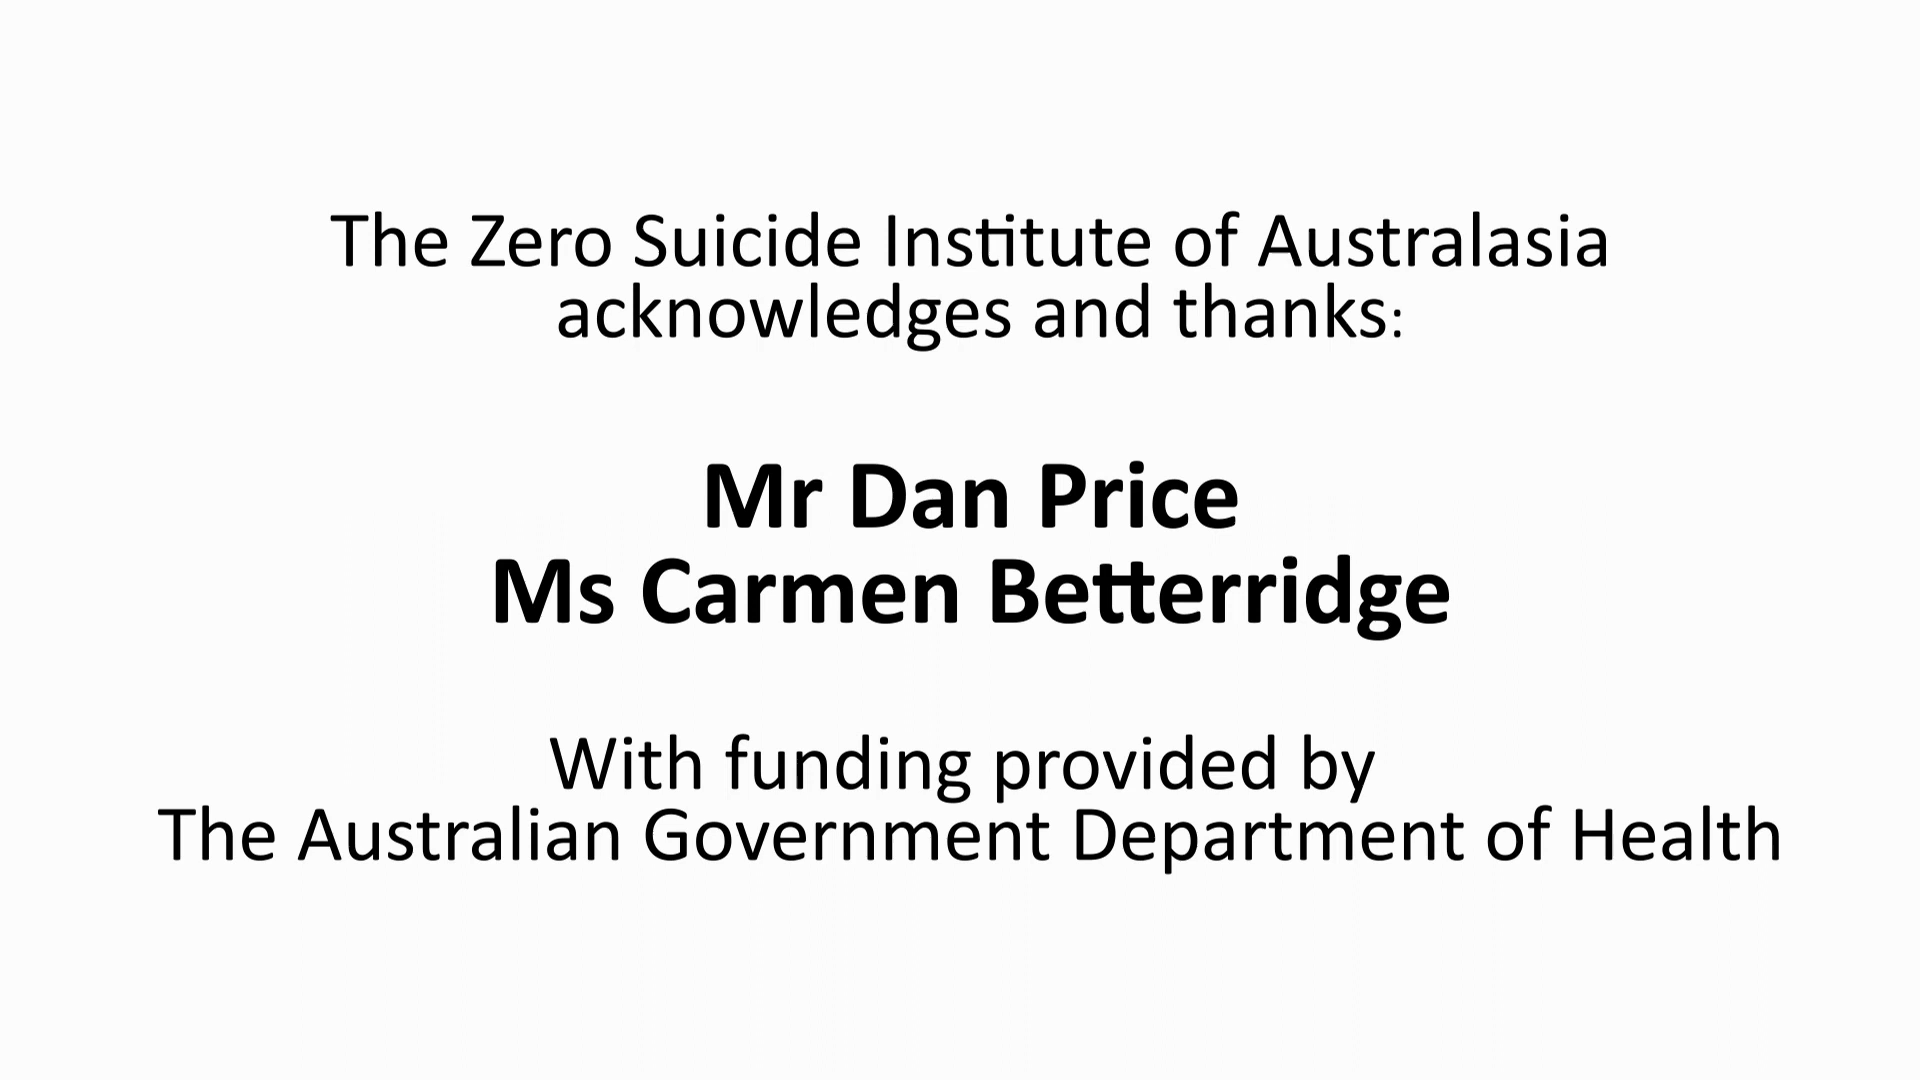 The Zero Suicide Institute of Australasia
acknowledges and thanks:
Mr Dan Price
Ms Carmen Betterridge
With funding provided by
The Australian Government Department of Health